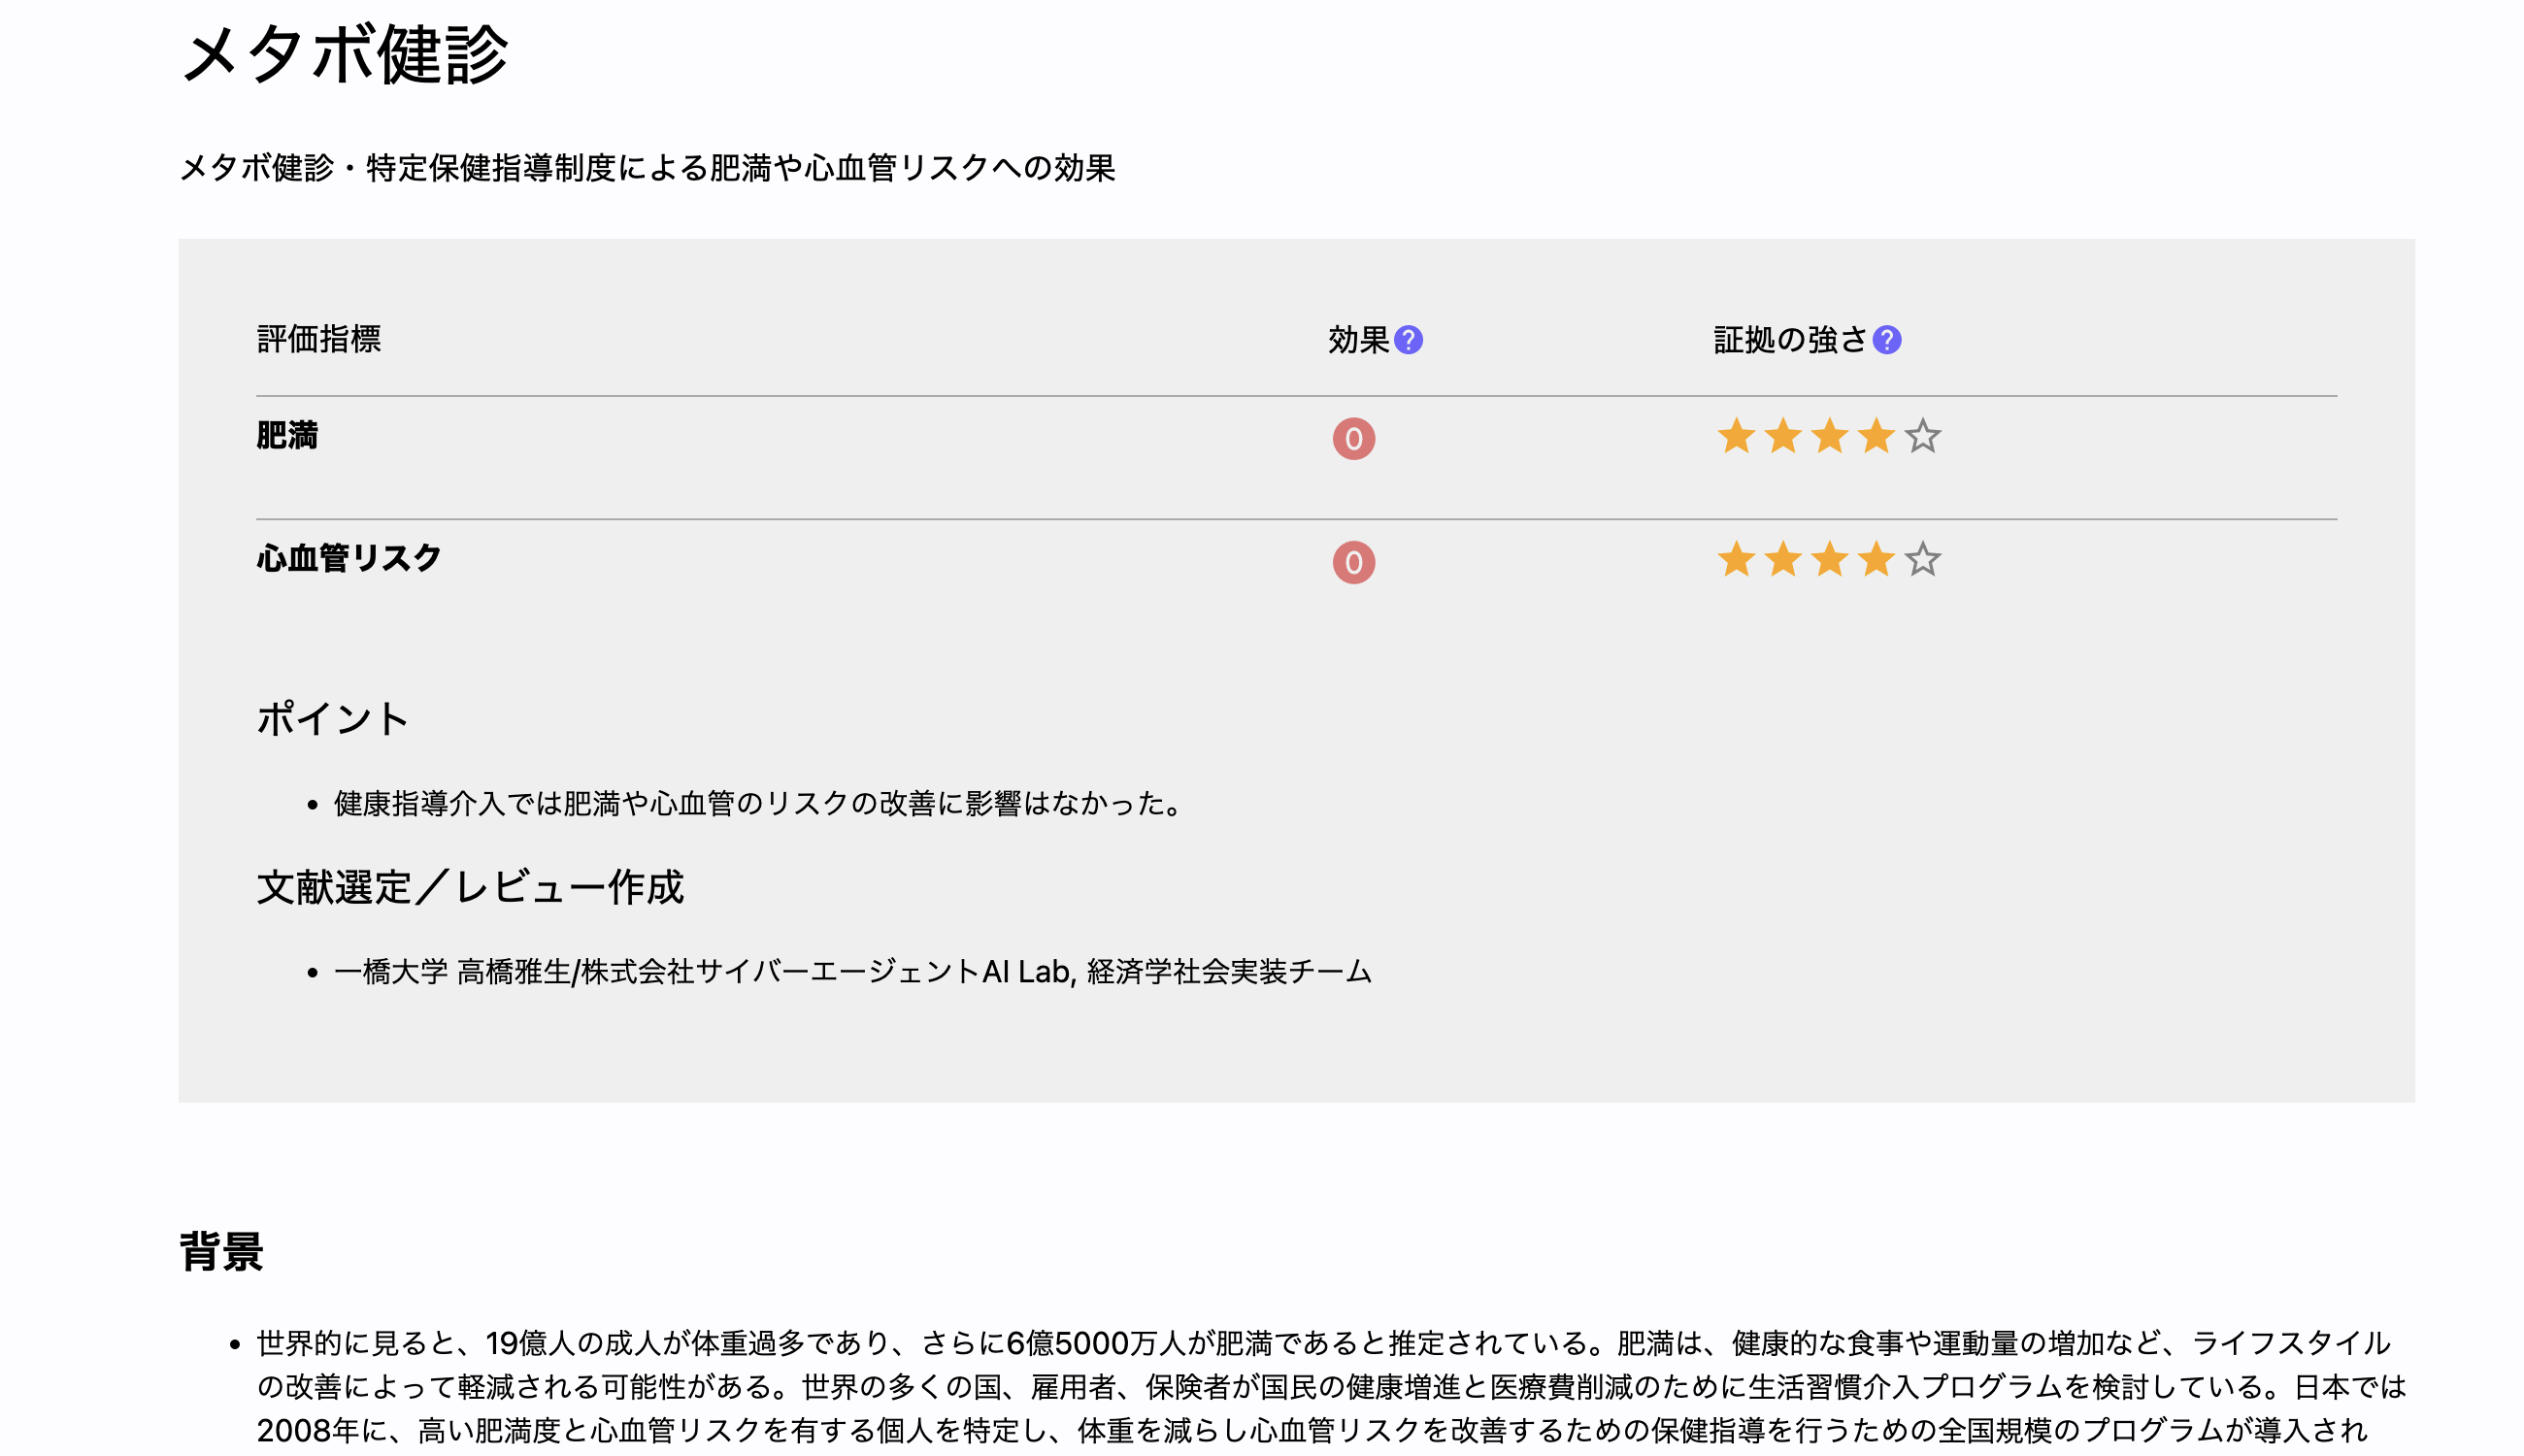 メタボ健診
メタボ健診・特定保健指導制度による肥満や心血管リスクへの効果
評価指標 効果? 証拠の強さ?
肥満 0 ★★★★☆
心血管リスク 0 ★★★★☆
ポイント
• 健康指導介入では肥満や心血管のリスクの改善に影響はなかった。
文献選定／レビュー作成
• 一橋大学 高橋雅生/株式会社サイバーエージェントAI Lab, 経済学社会実装チーム
背景
• 世界的に見ると、19億人の成人が体重過多であり、さらに6億5000万人が肥満であると推定されている。肥満は、健康的な食事や運動量の増加など、ライフスタイル
の改善によって軽減される可能性がある。世界の多くの国、雇用者、保険者が国民の健康増進と医療費削減のために生活習慣介入プログラムを検討している。日本では
2008年に、高い肥満度と心血管リスクを有する個人を特定し、体重を減らし心血管リスクを改善するための保健指導を行うための全国規模のプログラムが導入され